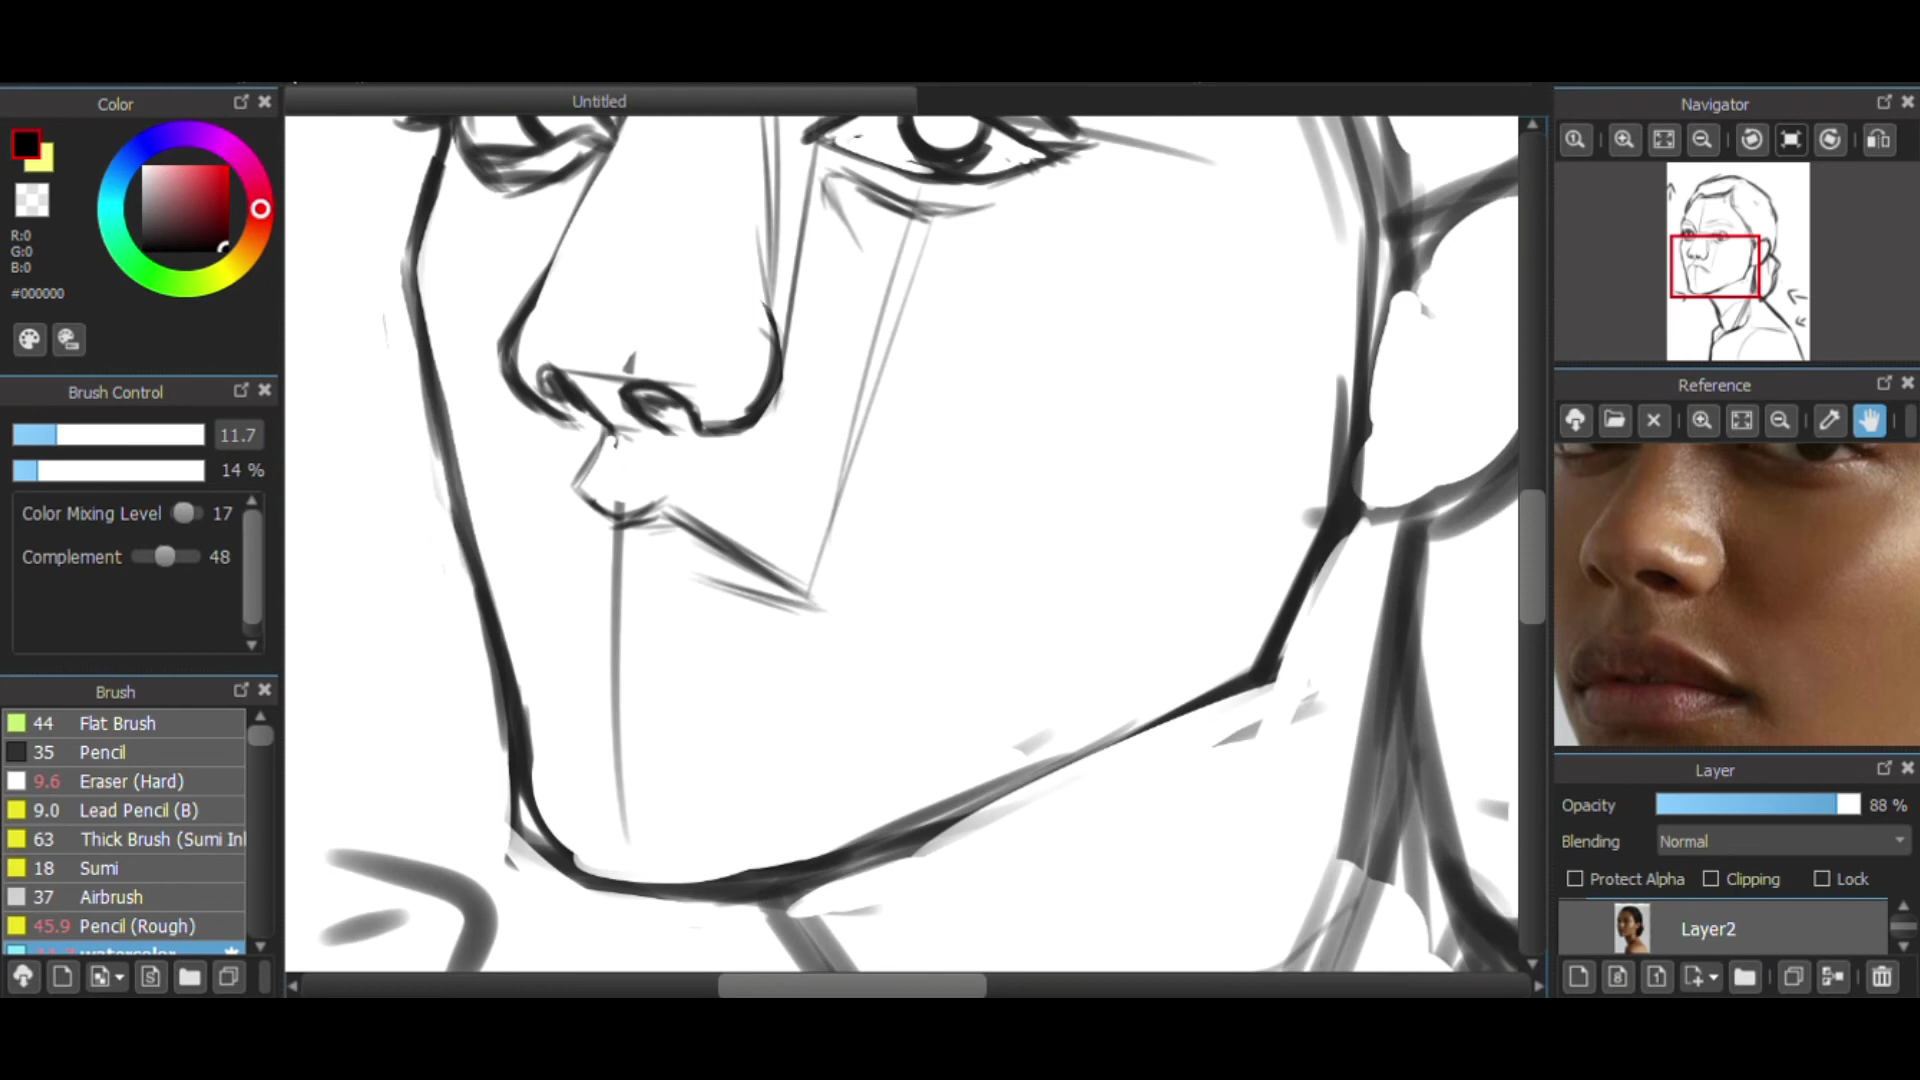 Color
R:0
G:0
B:0
#000000
Brush Control
11.7
14 %
Color Mixing Level 17
Complement 48
Brush
44 Flat Brush
35 Pencil
9.6 Eraser (Hard)
9.0 Lead Pencil (B)
63 Thick Brush (Sumi Inl
18 Sumi
37 Airbrush
45.9 Pencil (Rough)
watercolor
Untitled
Navigator
Reference
Layer
Opacity 88 %
Blending Normal
Protect Alpha Clipping Lock
Layer2